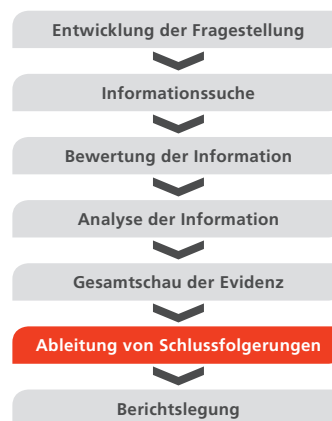 Entwicklung der Fragestellung
Informationssuche
Bewertung der Information
Analyse der Information
Gesamtschau der Evidenz
Ableitung von Schlussfolgerungen
Berichtslegung